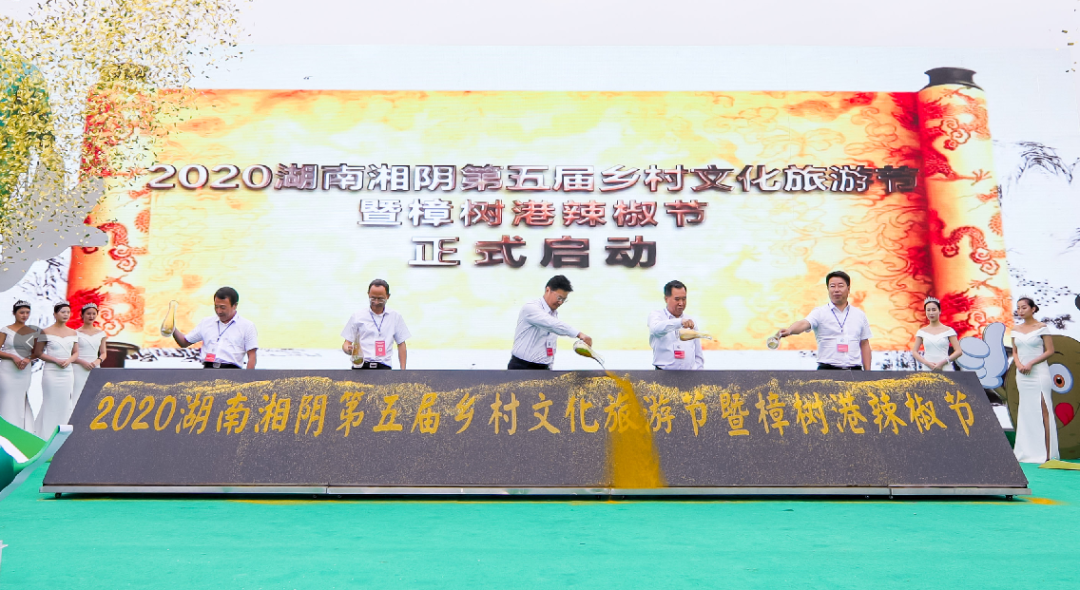 2020湖南湘阴第五届乡村文化旅游节
暨樟树港辣椒节
正式启动
2020湖南湘阴第五届乡村文化旅游节暨樟树港辣椒节